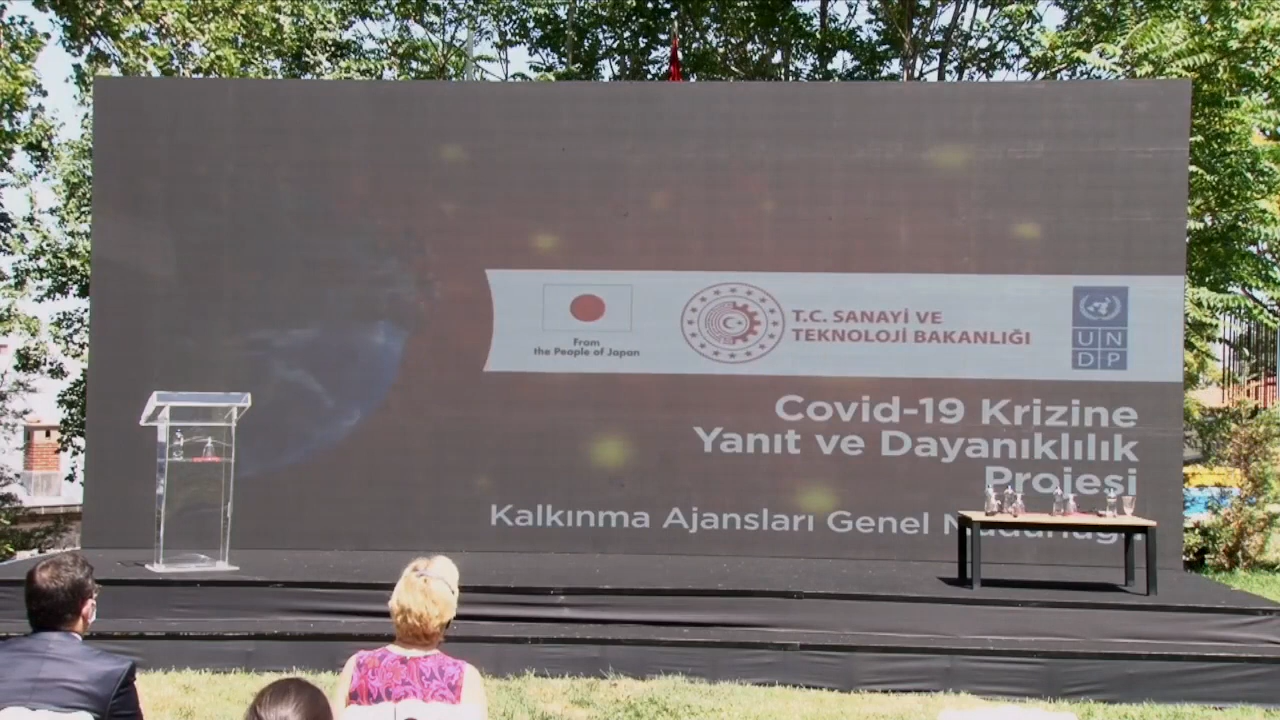 From
the People of Japan
T.C. SANAYİ VE
TEKNOLOJİ BAKANLIĞI
UN
DP
Covid-19 Krizine
Yanıt ve Dayanıklılık
Projesi
Kalkınma Ajansları Genel